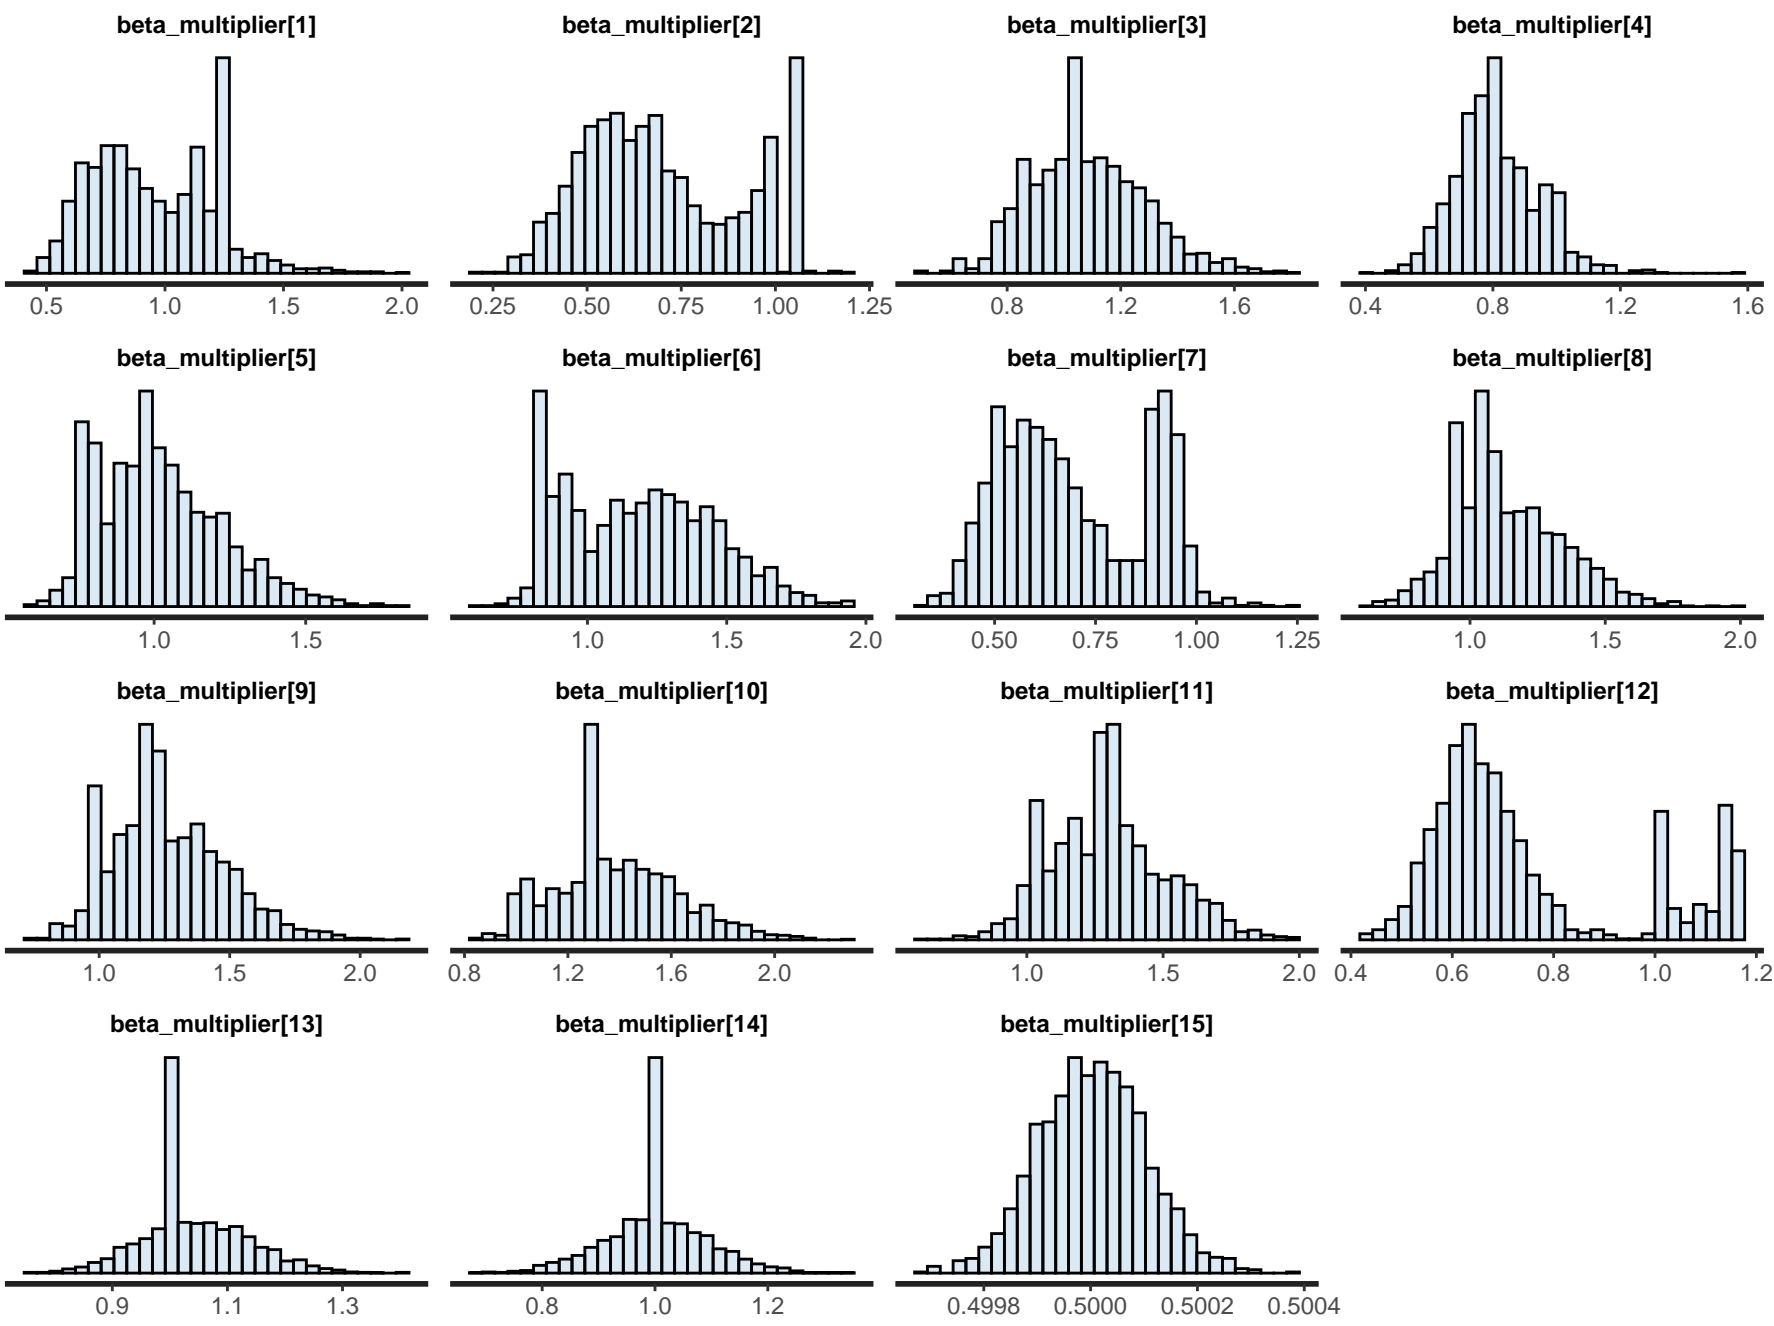 beta_multiplier[1] beta_multiplier[2] beta_multiplier[3] beta_multiplier[4]
0.5 1.0 1.5 2.0 0.25 0.50 0.75 1.00 1.25 0.8 1.2 1.6 0.4 0.8 1.2 1.6
beta_multiplier[5] beta_multiplier[6] beta_multiplier[7] beta_multiplier[8]
1.0 1.5 1.0 1.5 2.0 0.50 0.75 1.00 1.25 1.0 1.5 2.0
beta_multiplier[9] beta_multiplier[10] beta_multiplier[11] beta_multiplier[12]
1.0 1.5 2.0 0.8 1.2 1.6 2.0 1.0 1.5 2.0 0.4 0.6 0.8 1.0 1.2
beta_multiplier[13] beta_multiplier[14] beta_multiplier[15]
0.9 1.1 1.3 0.8 1.0 1.2 0.4998 0.5000 0.5002 0.5004